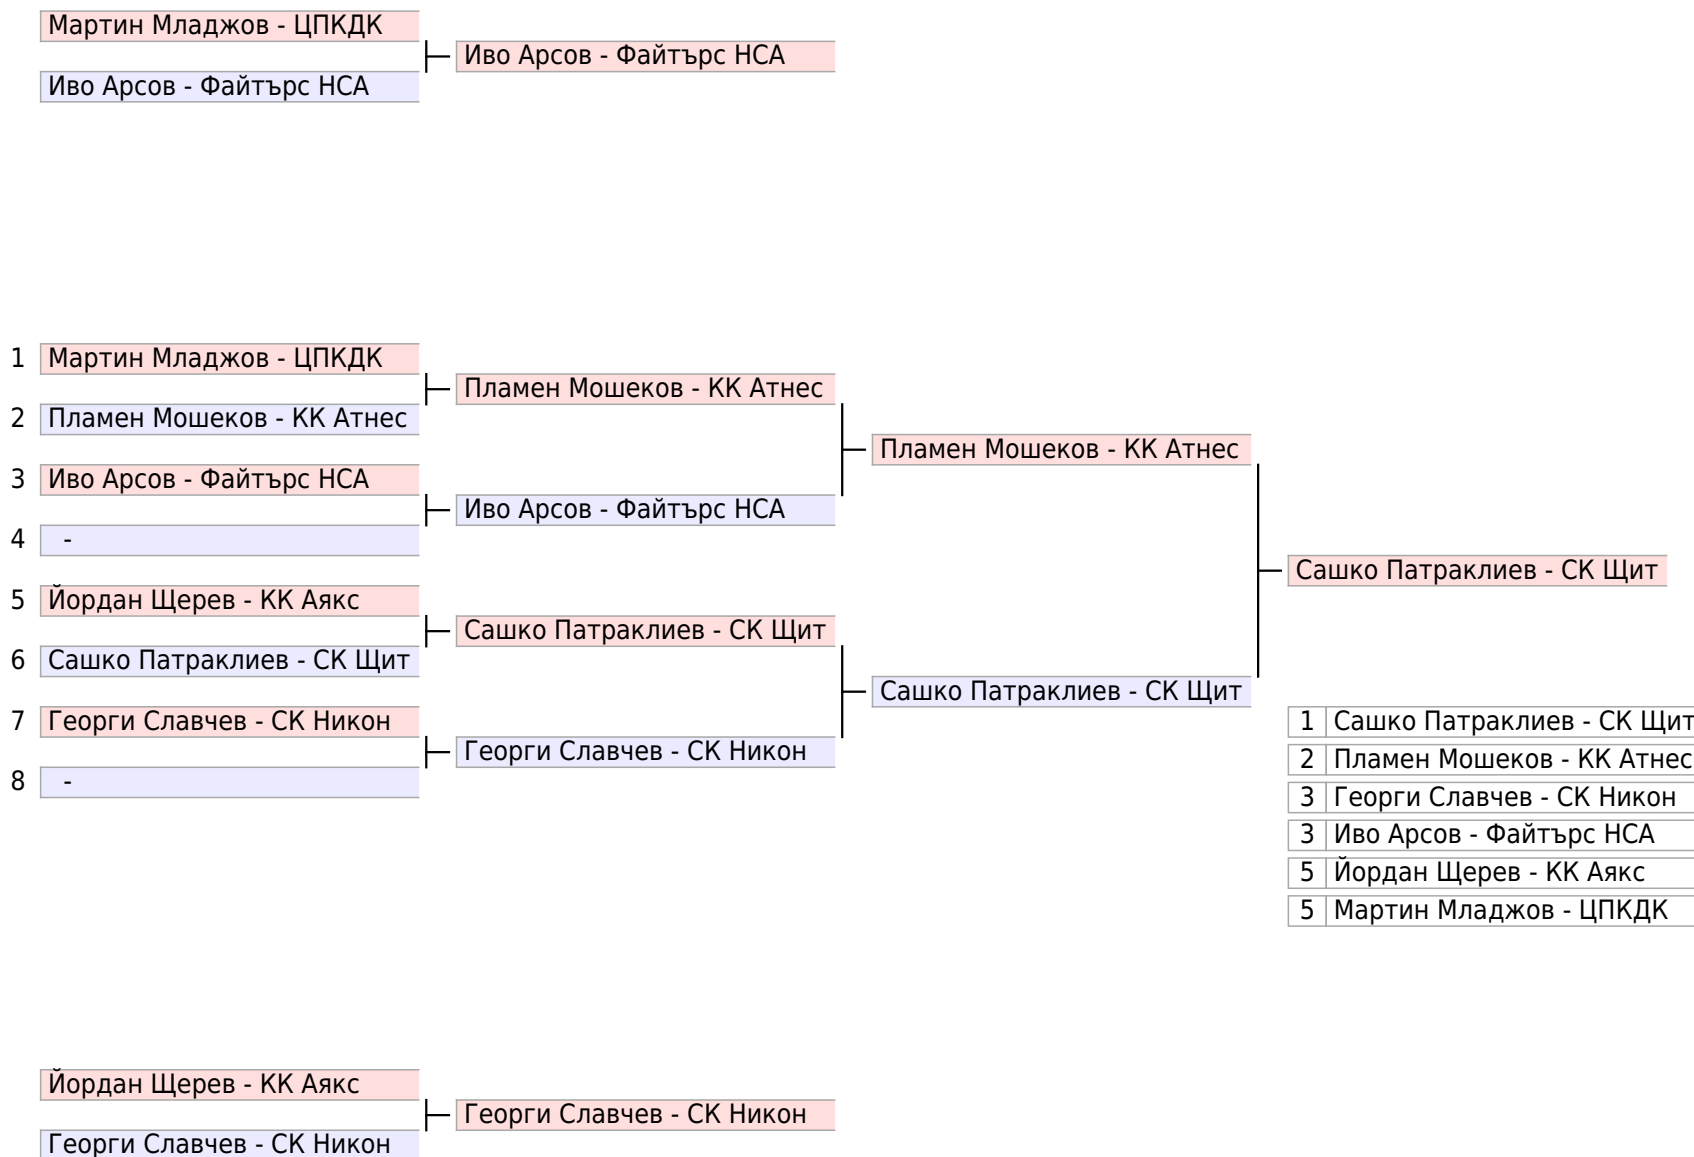 Мартин Младжов - ЦПКДК
Иво Арсов - Файтърс НСА
Иво Арсов - Файтърс НСА
1 Мартин Младжов - ЦПКДК
Пламен Мошеков - КК Атнес
2 Пламен Мошеков - КК Атнес
Пламен Мошеков - КК Атнес
3 Иво Арсов - Файтърс НСА
Иво Арсов - Файтърс НСА
4 -
Сашко Патраклиев - СК Щит
5 Йордан Щерев - КК Аякс
Сашко Патраклиев - СК Щит
6 Сашко Патраклиев - СК Щит
Сашко Патраклиев - СК Щит
7 Георги Славчев - СК Никон
Георги Славчев - СК Никон
8 -
1 Сашко Патраклиев - СК Щит
2 Пламен Мошеков - КК Атнес
3 Георги Славчев - СК Никон
3 Иво Арсов - Файтърс НСА
5 Йордан Щерев - КК Аякс
5 Мартин Младжов - ЦПКДК
Йордан Щерев - КК Аякс
Георги Славчев - СК Никон
Георги Славчев - СК Никон